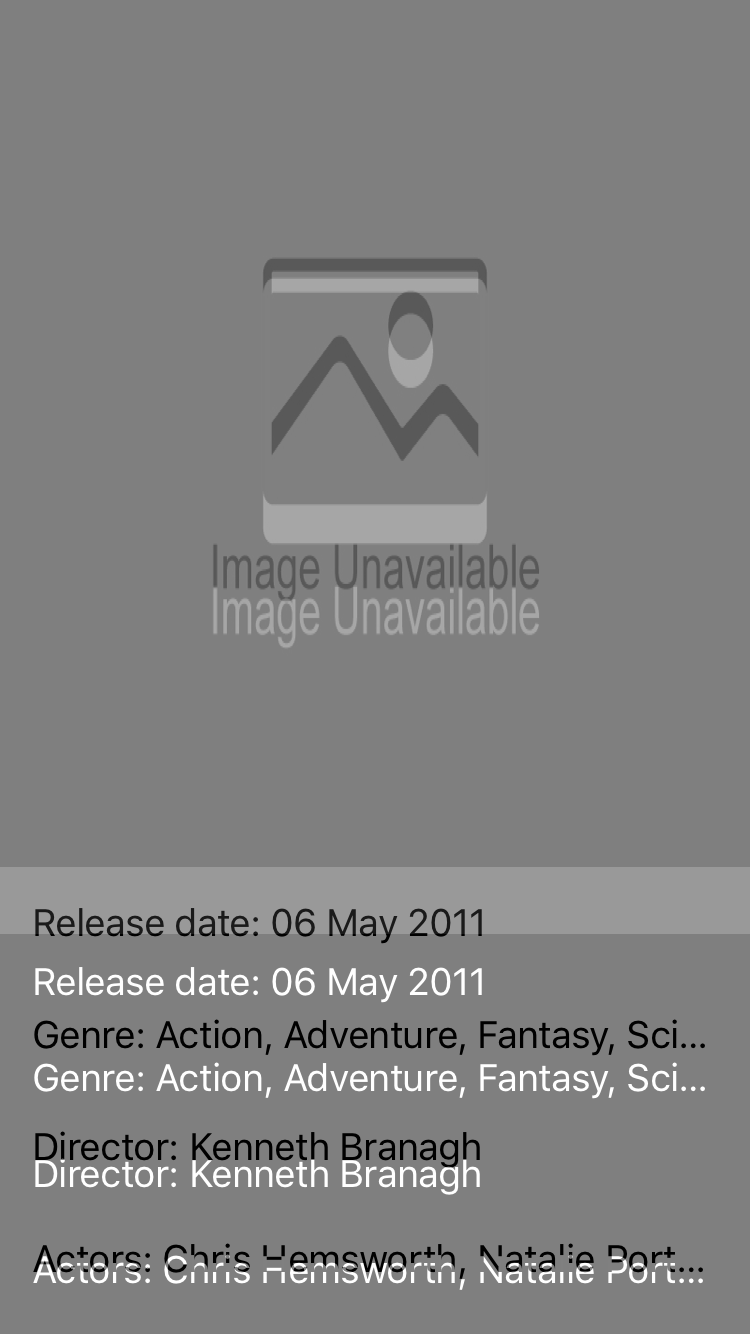 Image Unavailable
Image Unavailable
Release date: 06 May 2011
Release date: 06 May 2011
Genre: Action, Adventure, Fantasy, Sci...
Genre: Action, Adventure, Fantasy, Sci...
Director: Kenneth Branagh
Director: Kenneth Branagh
Actors: Chris Hemsworth, Natalie Port...
Actors: Chris Hemsworth, Natalie Port...